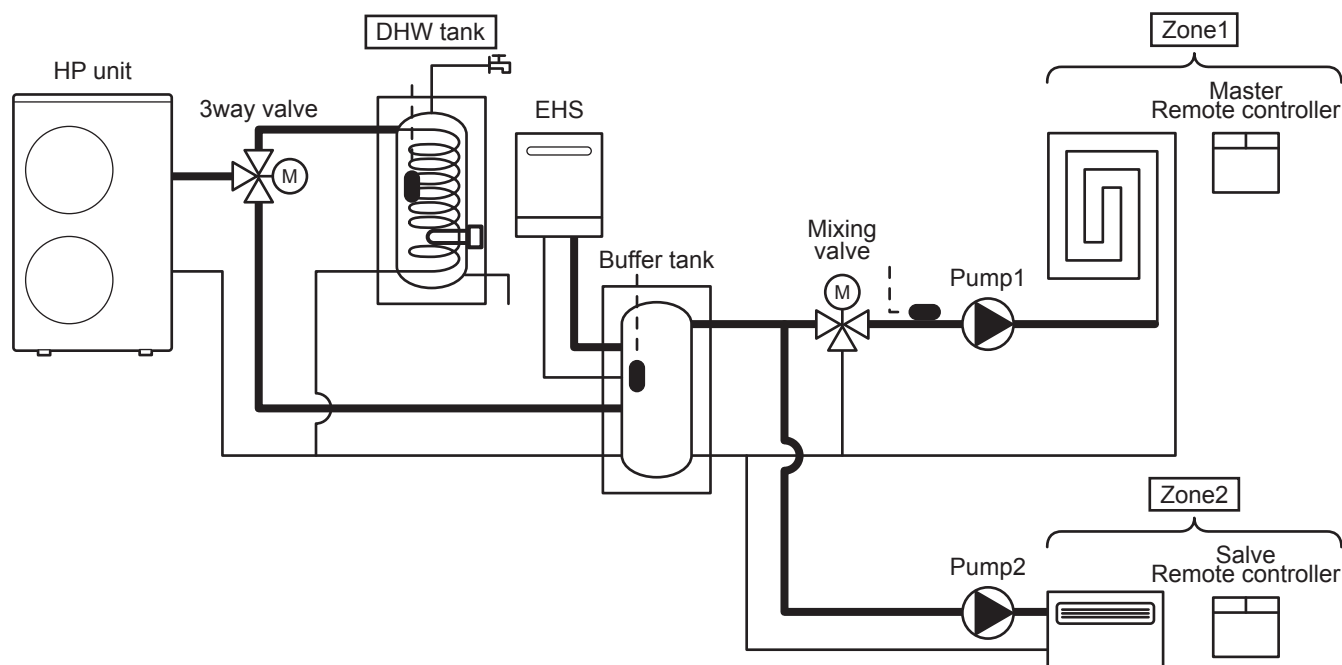 DHW tank
HP unit
3way valve
M
EHS
Buffer tank
Mixing
valve
M
Pump1
Zone1
Master
Remote controller
Zone2
Salve
Remote controller
Pump2